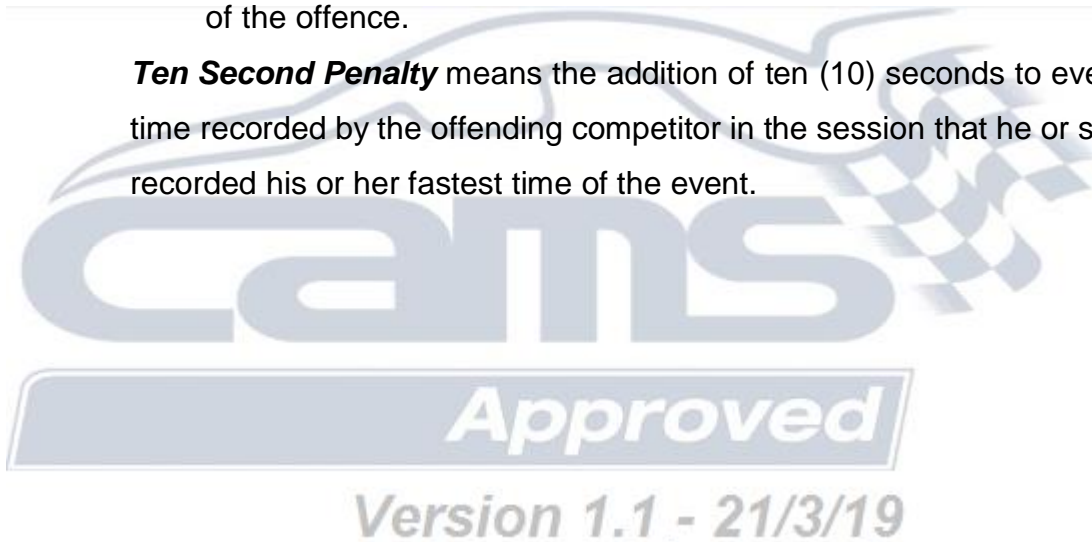 of the offence.
Ten Second Penalty means the addition of ten (10) seconds to eve
time recorded by the offending competitor in the session that he or s
recorded his or her fastest time of the event.
cams
Approved
Version 1.1 - 21/3/19